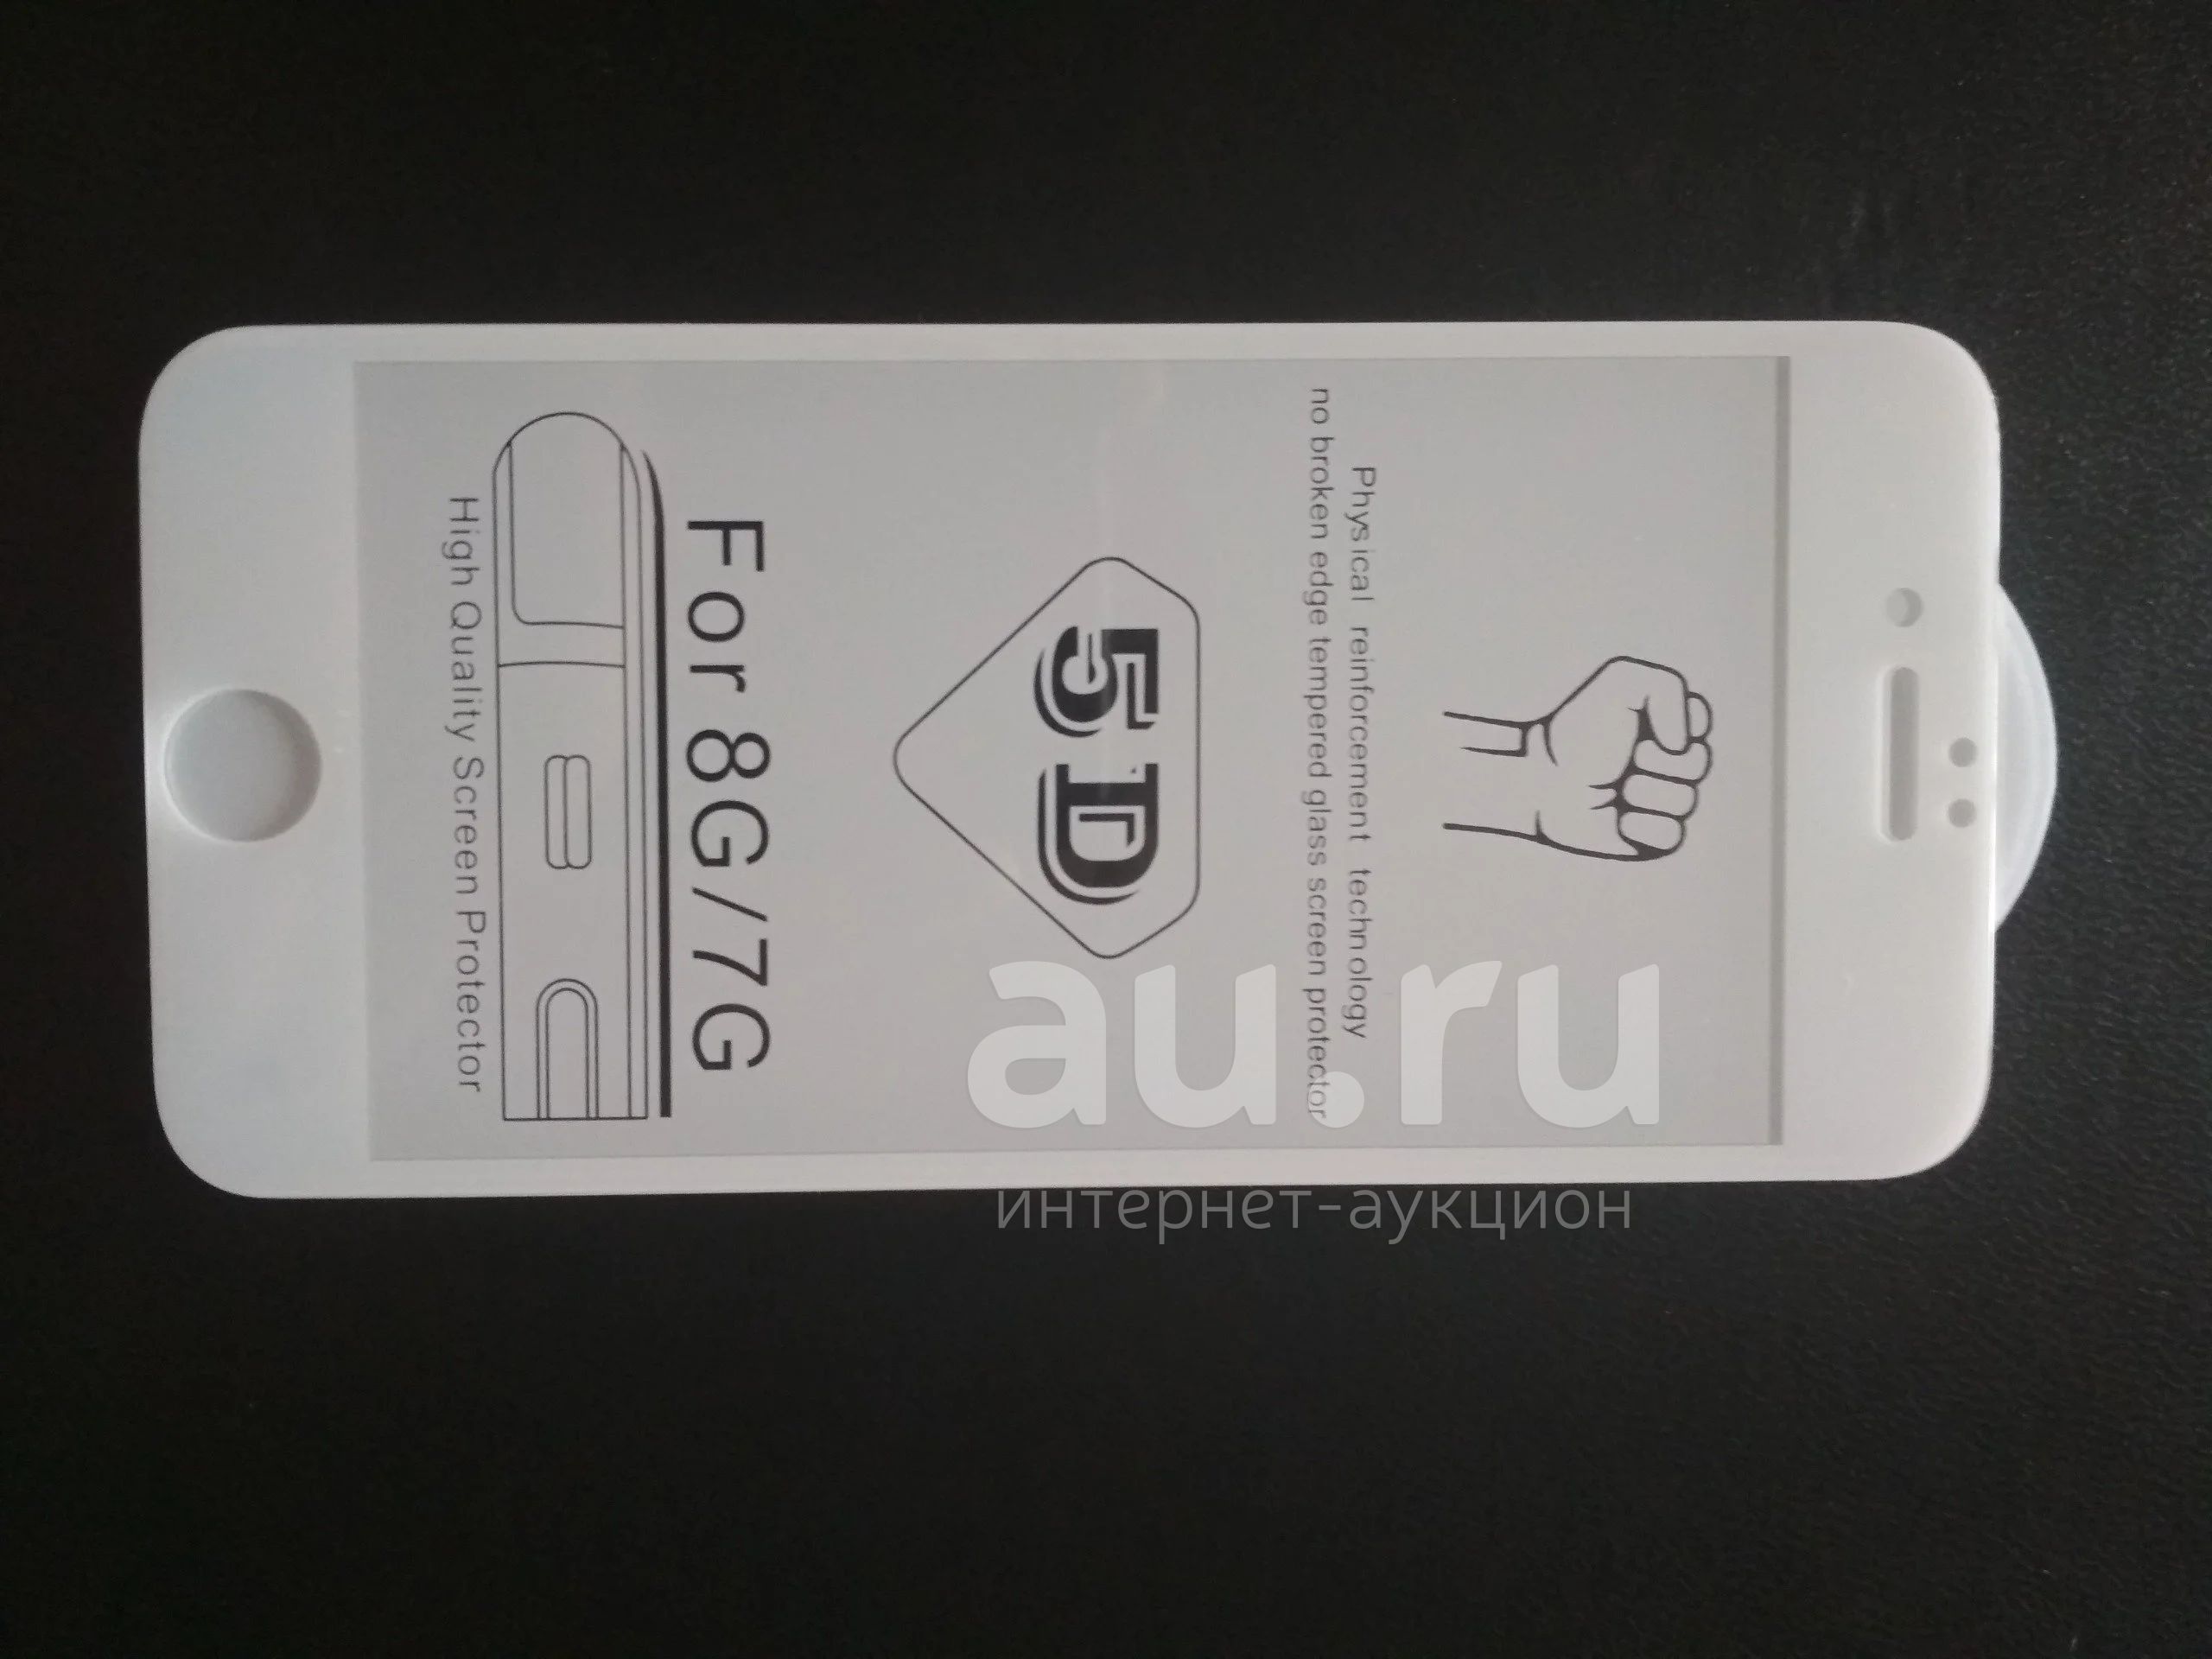 Physical reinforcement technology
no broken edge tempered glass screen protector
5D
For 8G/7G
High Quality Screen Protector
au.ru
интернет-аукцион